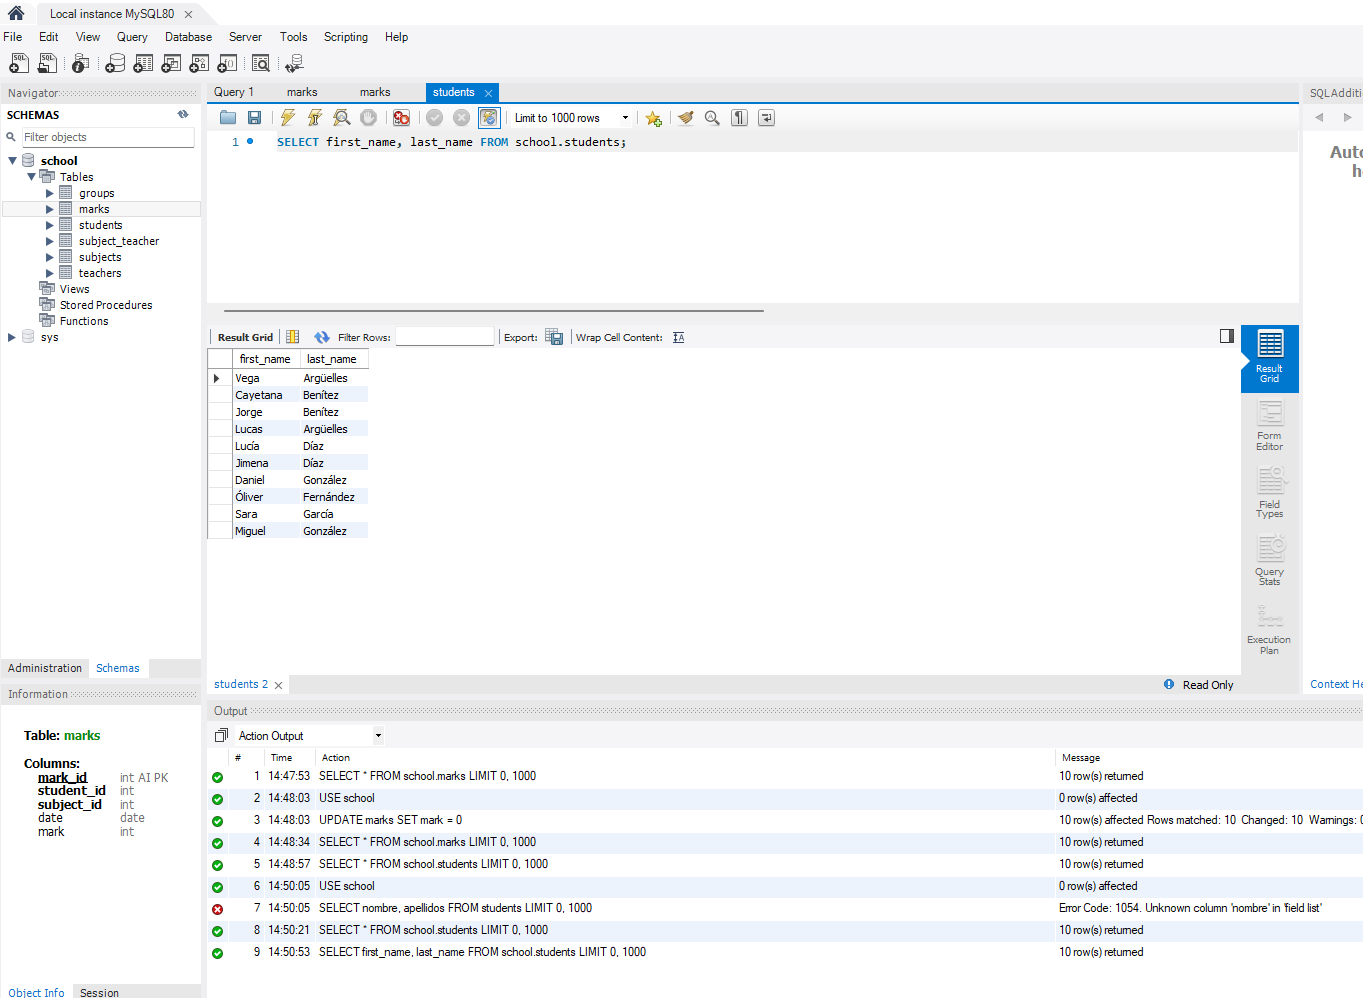 Local instance MySQL80
File Edit View Query Database Server Tools Scripting Help
Navigator
SCHEMAS
Filter objects
school
Tables
groups
marks
students
subject_teacher
subjects
teachers
Views
Stored Procedures
Functions
sys
Administration Schemas
Information
Table: marks
Columns:
mark_id int AI PK
student_id int
subject_id int
date date
mark int
Object Info Session
Query 1 marks marks students
Limit to 1000 rows
1 SELECT first_name, last_name FROM school.students;
Result Grid Filter Rows: Export: Wrap Cell Content:
first_name last_name
Vega Argüelles
Cayetana Benítez
Jorge Benítez
Lucas Argüelles
Lucía Díaz
Jimena Díaz
Daniel González
Óliver Fernández
Sara García
Miguel González
Result
Grid
Form
Editor
Field
Types
Query
Stats
Execution
Plan
students 2 Read Only
SQLAdditi
Auto
h
Context He
Output
Action Output
# Time Action Message
1 14:47:53 SELECT * FROM school.marks LIMIT 0, 1000 10 row(s) returned
2 14:48:03 USE school 0 row(s) affected
3 14:48:03 UPDATE marks SET mark = 0 10 row(s) affected Rows matched: 10 Changed: 10 Warnings: 0
4 14:48:34 SELECT * FROM school.marks LIMIT 0, 1000 10 row(s) returned
5 14:48:57 SELECT * FROM school.students LIMIT 0, 1000 10 row(s) returned
6 14:50:05 USE school 0 row(s) affected
7 14:50:05 SELECT nombre, apellidos FROM students LIMIT 0, 1000 Error Code: 1054. Unknown column 'nombre' in 'field list'
8 14:50:21 SELECT * FROM school.students LIMIT 0, 1000 10 row(s) returned
9 14:50:53 SELECT first_name, last_name FROM school.students LIMIT 0, 1000 10 row(s) returned